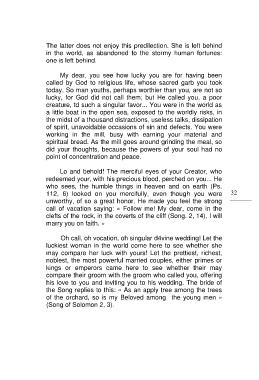 The latter does not enjoy this predilection. She is left behind
in the world, as abandoned to the stormy human fortunes:
one is left behind.
My dear, you see how lucky you are for having been
called by God to religious life, whose sacred garb you took
today. So man youths, perhaps worthier than you, are not so
lucky, for God did not call them; but He called you, a poor
creature, td such a singular favor... You were in the world as
a little boat in the open sea, exposed to the worldly risks, in
the midst of a thousand distractions, useless talks, dissipation
of spirit, unavoidable occasions of sin and defects. You were
working in the mill, busy with earning your material and
spiritual bread. As the mill goes around grinding the meal, so
did your thoughts, because the powers of your soul had no
point of concentration and peace.
Lo and behold! The merciful eyes of your Creator, who
redeemed your, with his precious blood, perched on you... He
who sees, the humble things in heaven and on earth (Ps.
112, 6) looked on you mercifully, even though you were
unworthy, of so a great honor. He made you feel the strong
call of vocation saying: « Follow me! My dear, come in the
clefts of the rock, in the coverts of the cliff (Song. 2, 14), I will
marry you on faith. »
32
Oh call, oh vocation, oh singular d4vine wedding! Let the
luckiest woman in the world come here to see whether she
may compare her luck with yours! Let the prettiest, richest,
noblest, the most powerful married couples, either primes or
kings or emperors came here to see whether their may
compare their groom with the groom who called you, offering
his love to you and inviting you to his wedding. The bride of
the Song replies to this: « As an apply tree among the trees
of the orchard, so is my Beloved among the young men »
(Song of Solomon 2, 3).